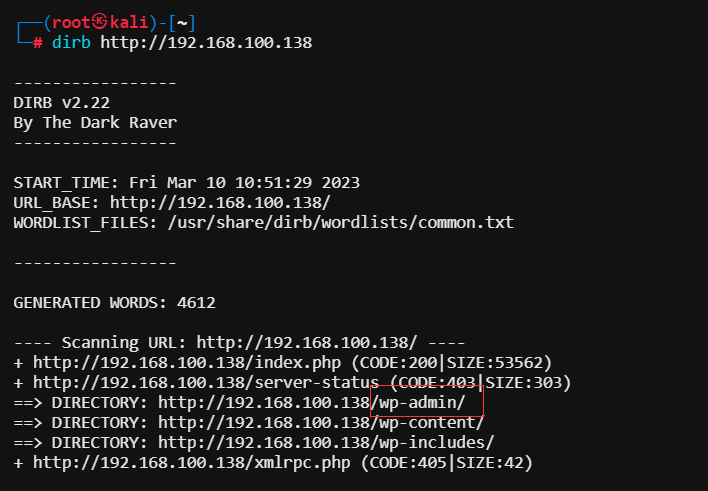 ┌──(root㉿kali)-[~]
└─# dirb http://192.168.100.138
-----------------
DIRB v2.22
By The Dark Raver
-----------------
START_TIME: Fri Mar 10 10:51:29 2023
URL_BASE: http://192.168.100.138/
WORDLIST_FILES: /usr/share/dirb/wordlists/common.txt
-----------------
GENERATED WORDS: 4612
---- Scanning URL: http://192.168.100.138/ ----
+ http://192.168.100.138/index.php (CODE:200|SIZE:53562)
+ http://192.168.100.138/server-status (CODE:403|SIZE:303)
==> DIRECTORY: http://192.168.100.138/wp-admin/
==> DIRECTORY: http://192.168.100.138/wp-content/
==> DIRECTORY: http://192.168.100.138/wp-includes/
+ http://192.168.100.138/xmlrpc.php (CODE:405|SIZE:42)